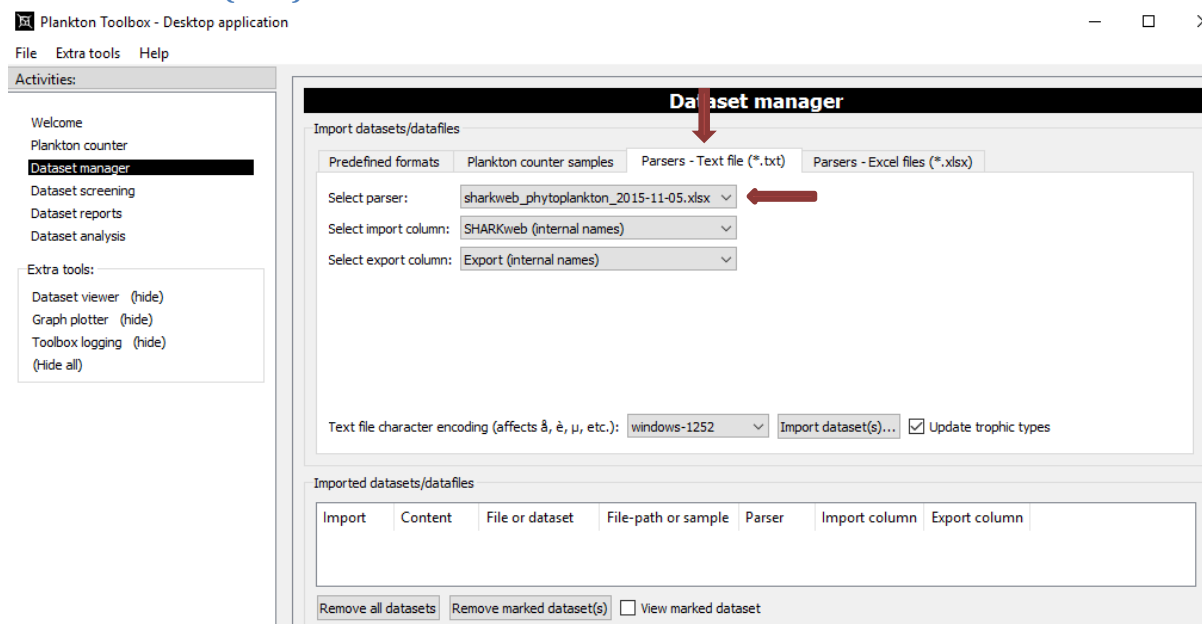 Plankton Toolbox - Desktop application
File Extra tools Help
Activities:
Welcome
Plankton counter
Dataset manager
Dataset screening
Dataset reports
Dataset analysis
Extra tools:
Dataset viewer (hide)
Graph plotter (hide)
Toolbox logging (hide)
(Hide all)
Dataset manager
Import datasets/datafiles
Predefined formats Plankton counter samples Parsers - Text file (*.txt) Parsers - Excel files (*.xlsx)
Select parser: sharkweb_phytoplankton_2015-11-05.xlsx
Select import column: SHARKweb (internal names)
Select export column: Export (internal names)
Text file character encoding (affects å, è, µ, etc.): windows-1252 Import dataset(s)... Update trophic types
Imported datasets/datafiles
Import Content File or dataset File-path or sample Parser Import column Export column
Remove all datasets Remove marked dataset(s) View marked dataset